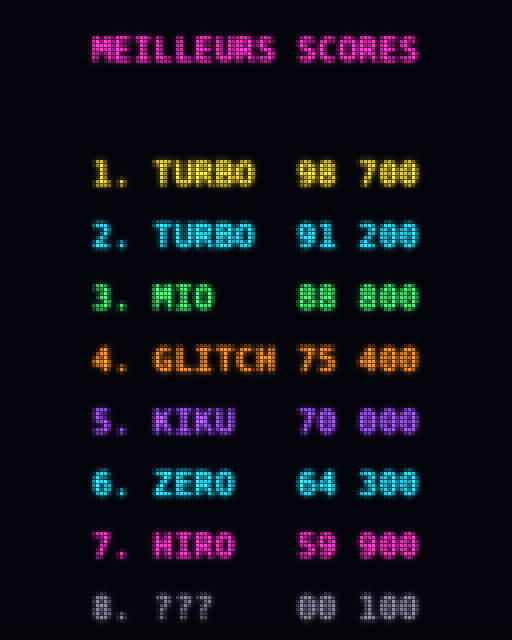 MEILLEURS SCORES
1. TURBO 98 700
2. TURBO 91 200
3. MIO 88 800
4. GLITCH 75 400
5. KIKU 70 000
6. ZERO 64 300
7. HIRO 59 900
8. ??? 00 100